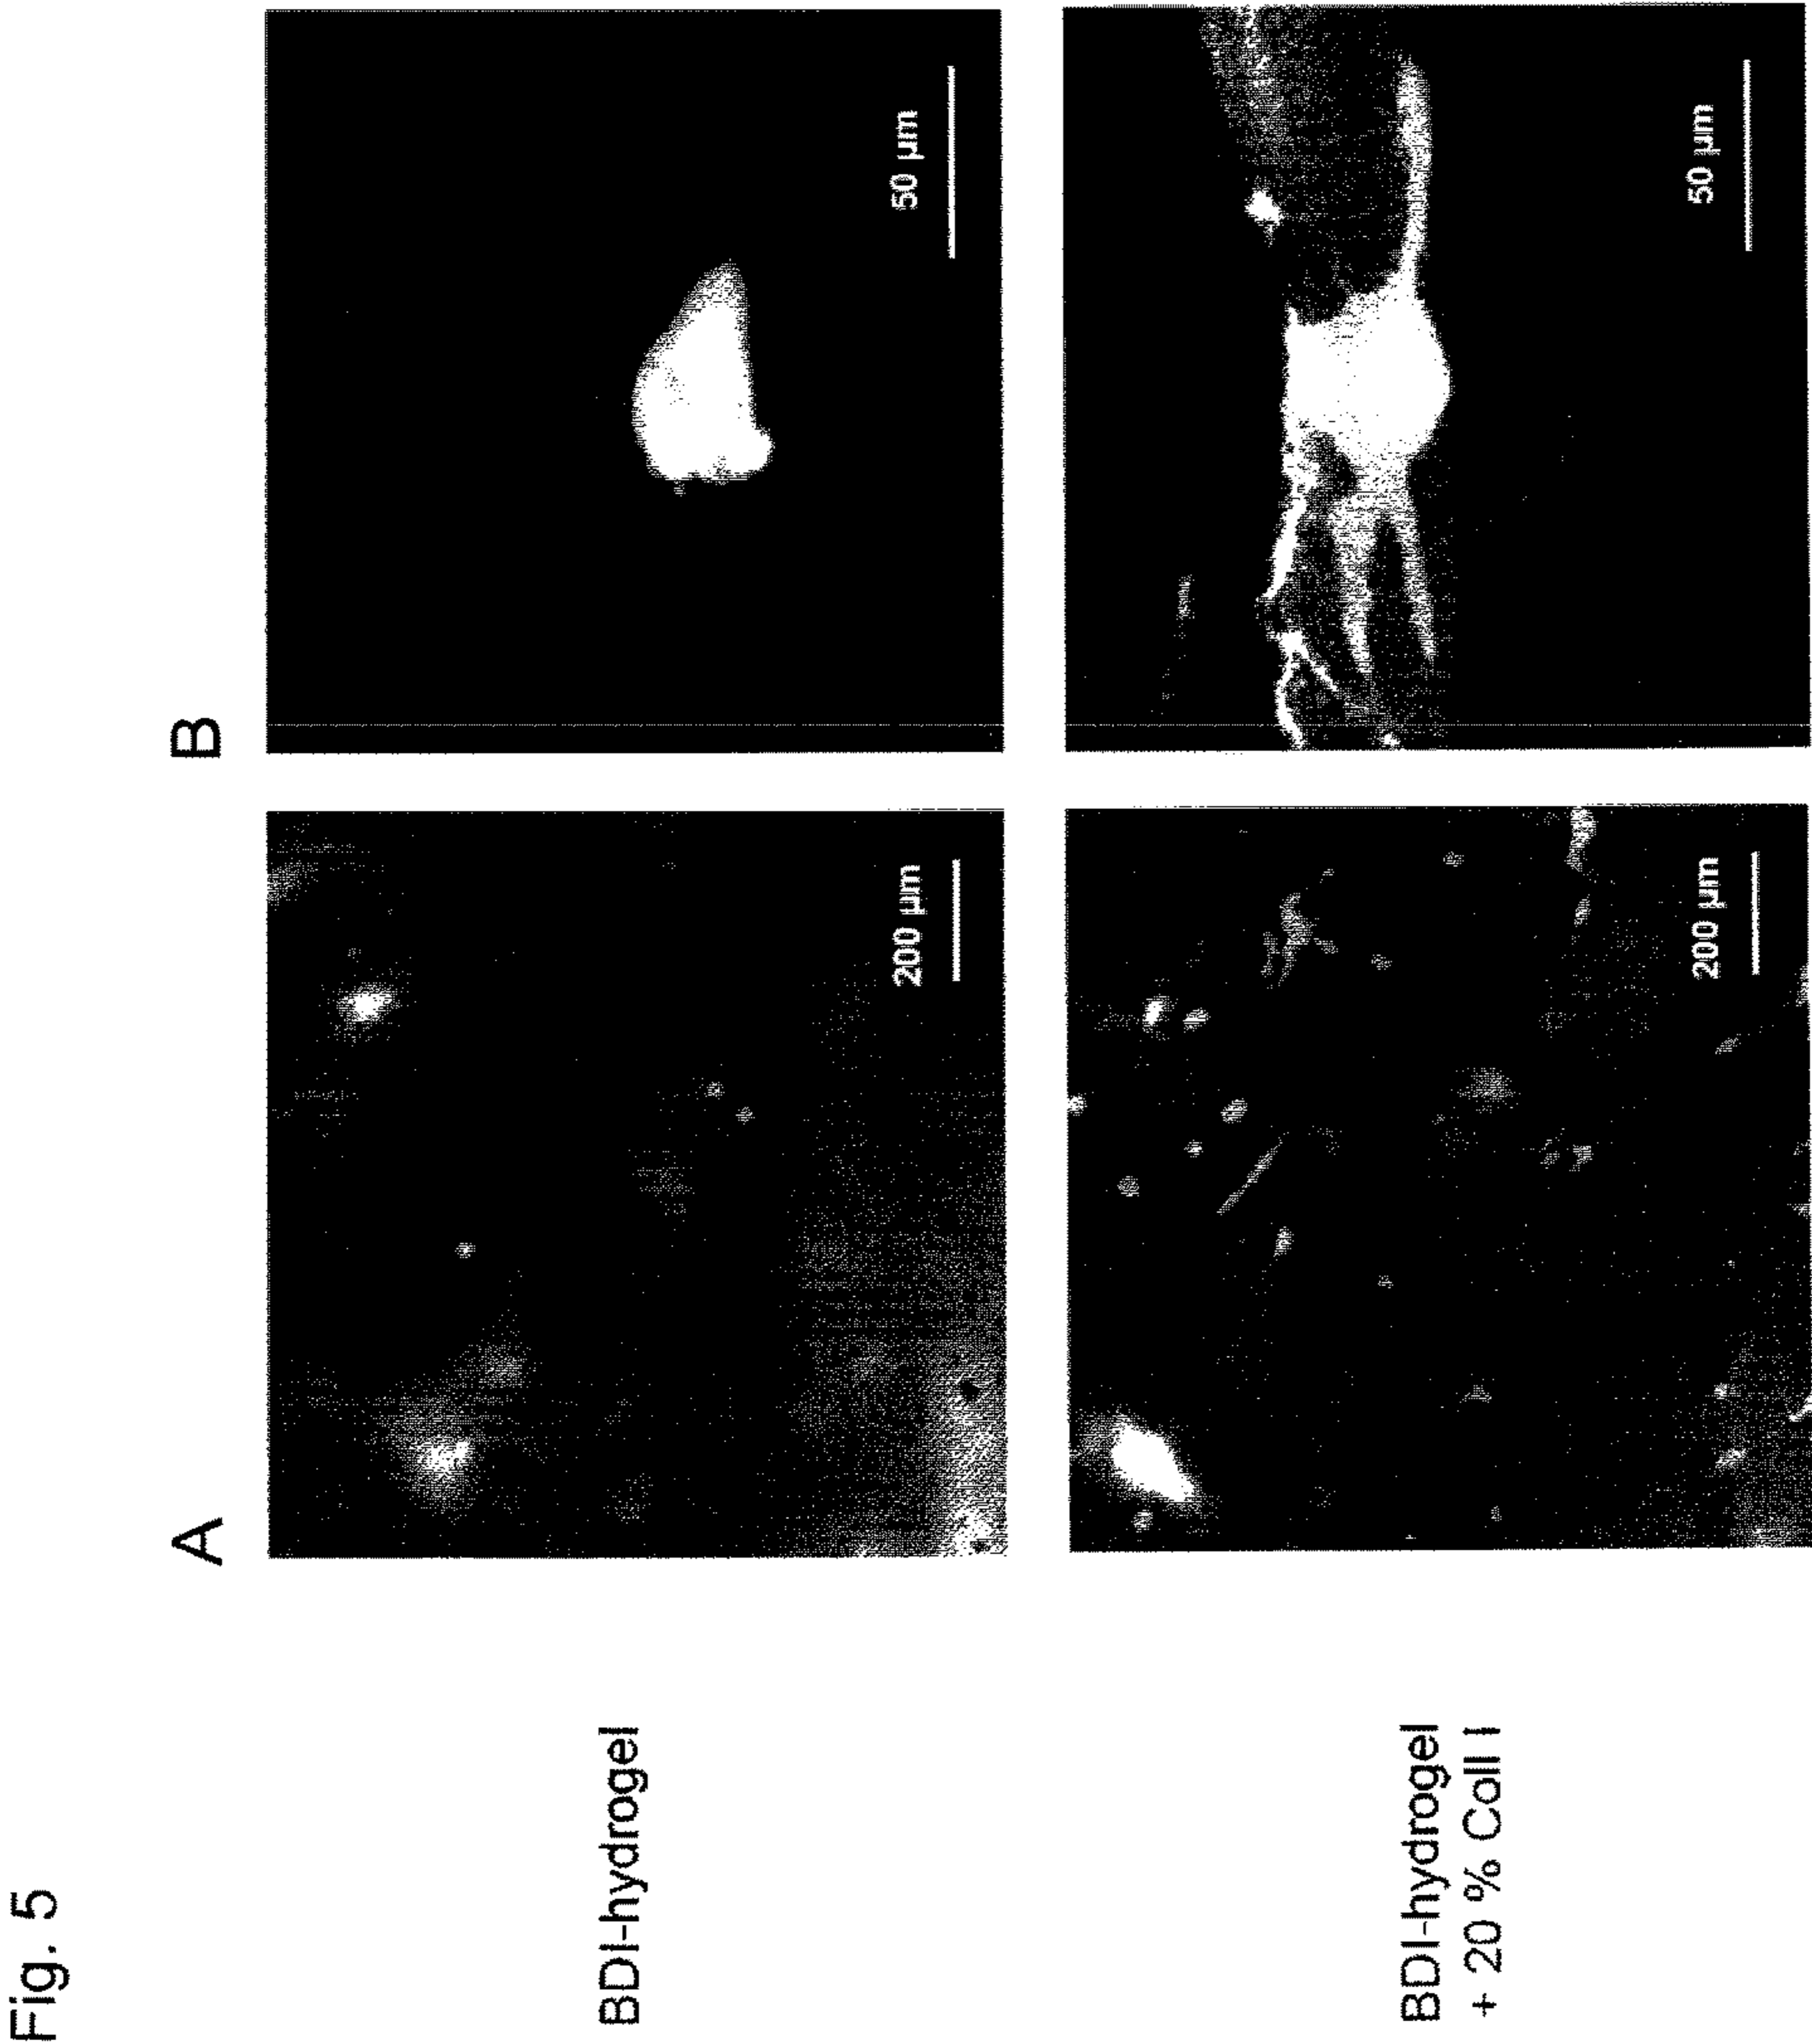 Fig. 5
A
B
BDI-hydrogel
200 µm
50 µm
BDI-hydrogel
+ 20 % Coll I
200 µm
50 µm